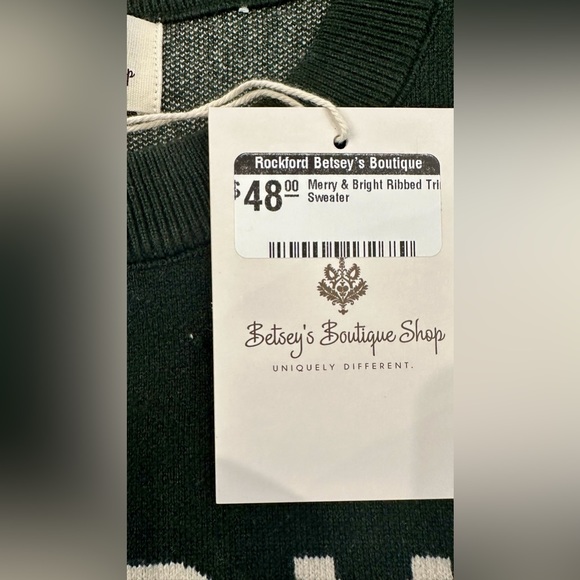 Rockford Betsey's Boutique
$48 00 Merry & Bright Ribbed Tri
Sweater
Betsey's Boutique Shop
UNIQUELY DIFFERENT.